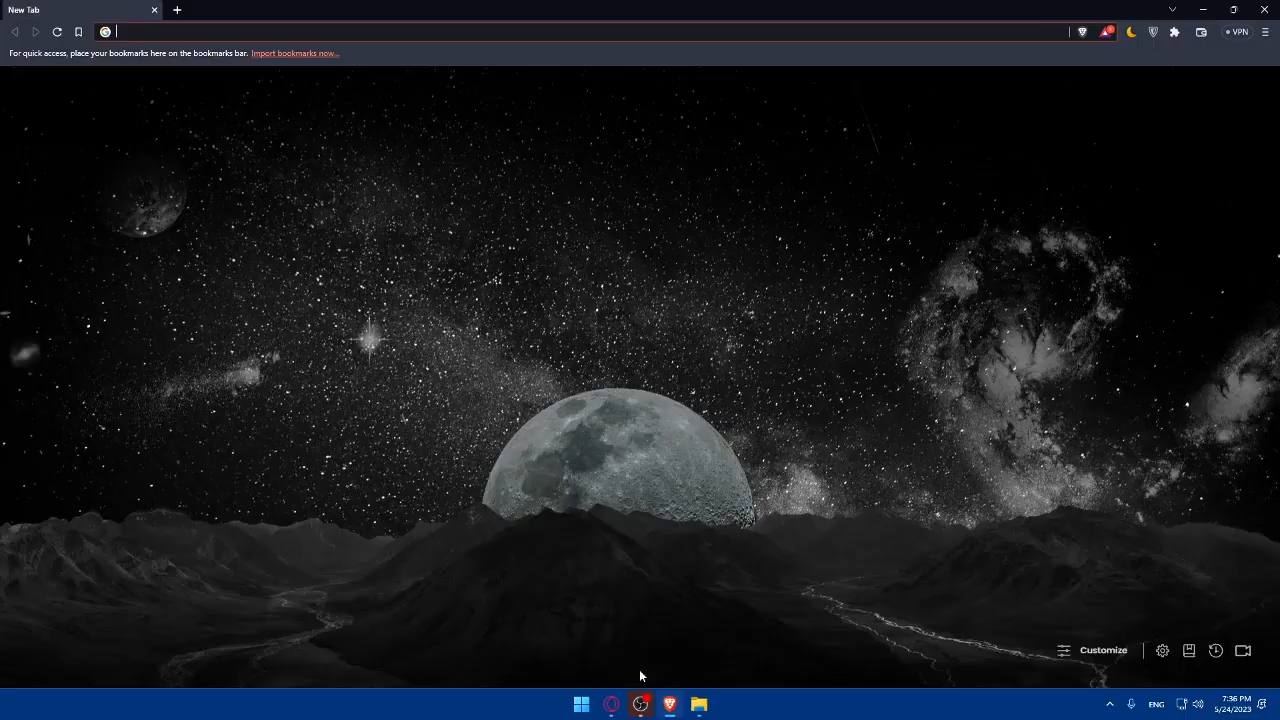 New Tab
VPN
For quick access, place your bookmarks here on the bookmarks bar. Import bookmarks now...
Customize
ENG
7:36 PM
5/24/2023